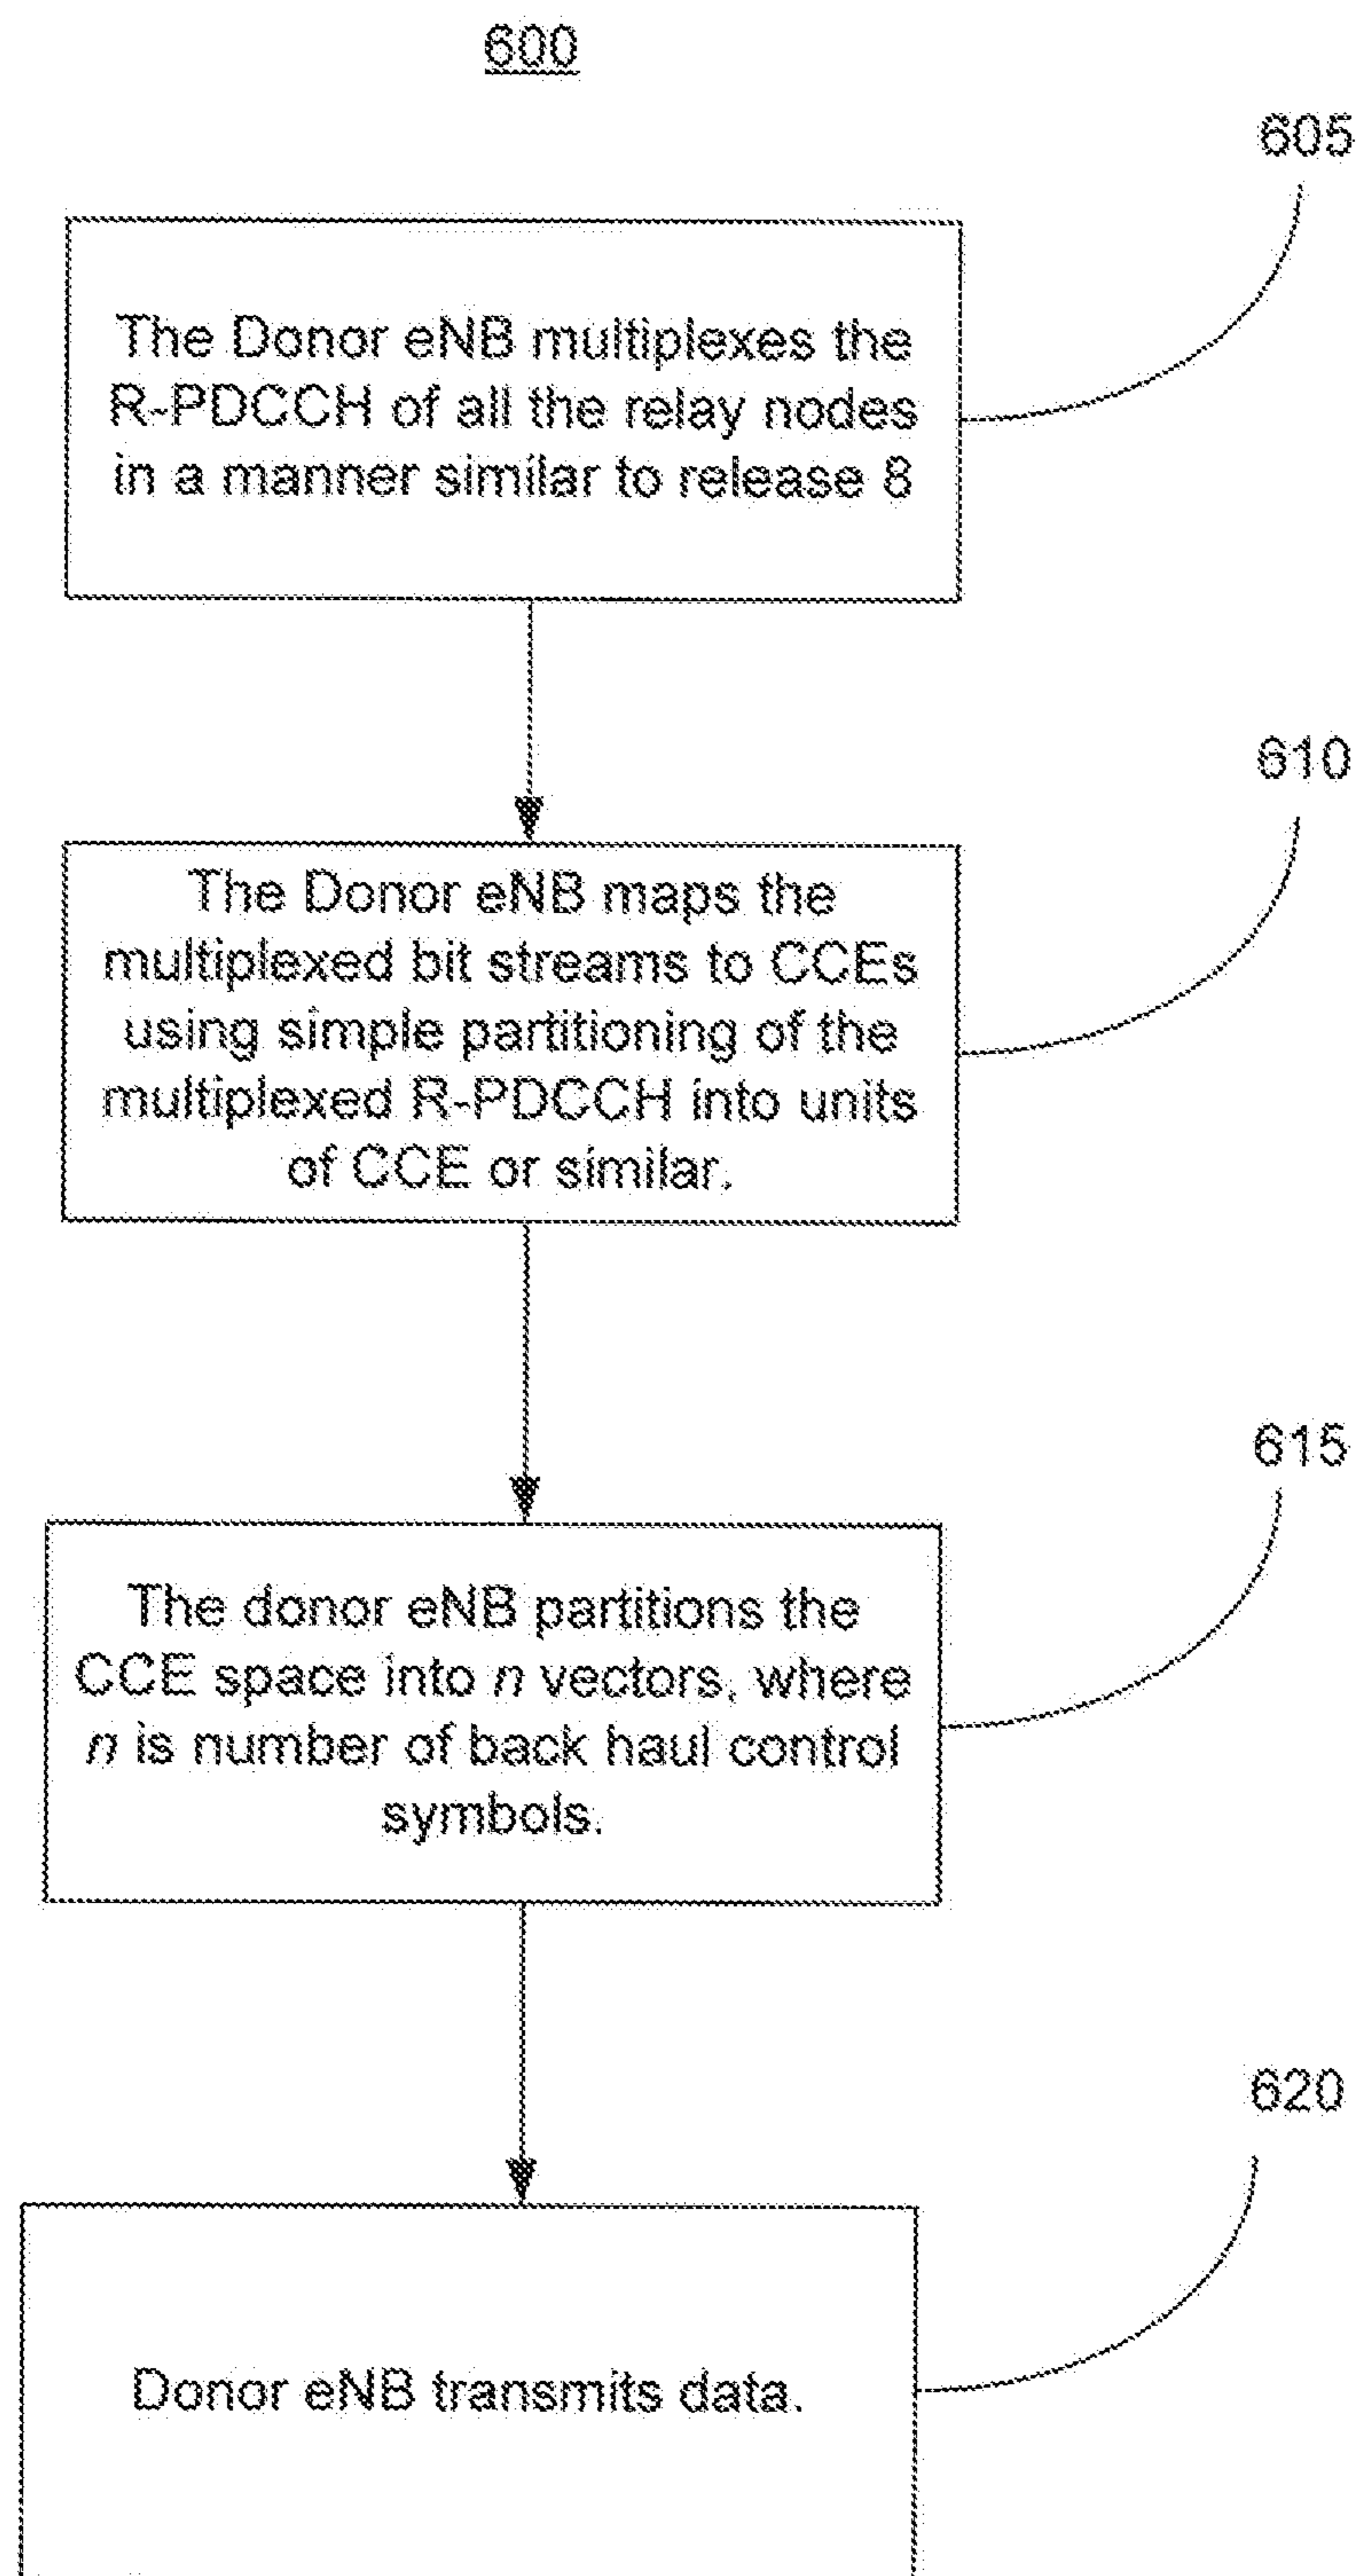 600
605
The Donor eNB multiplexes the
R-PDCCH of all the relay nodes
in a manner similar to release 8
610
The Donor eNB maps the
multiplexed bit streams to CCEs
using simple partitioning of the
multiplexed R-PDCCH into units
of CCE or similar.
615
The donor eNB partitions the
CCE space into n vectors, where
n is number of back haul control
symbols.
620
Donor eNB transmits data.